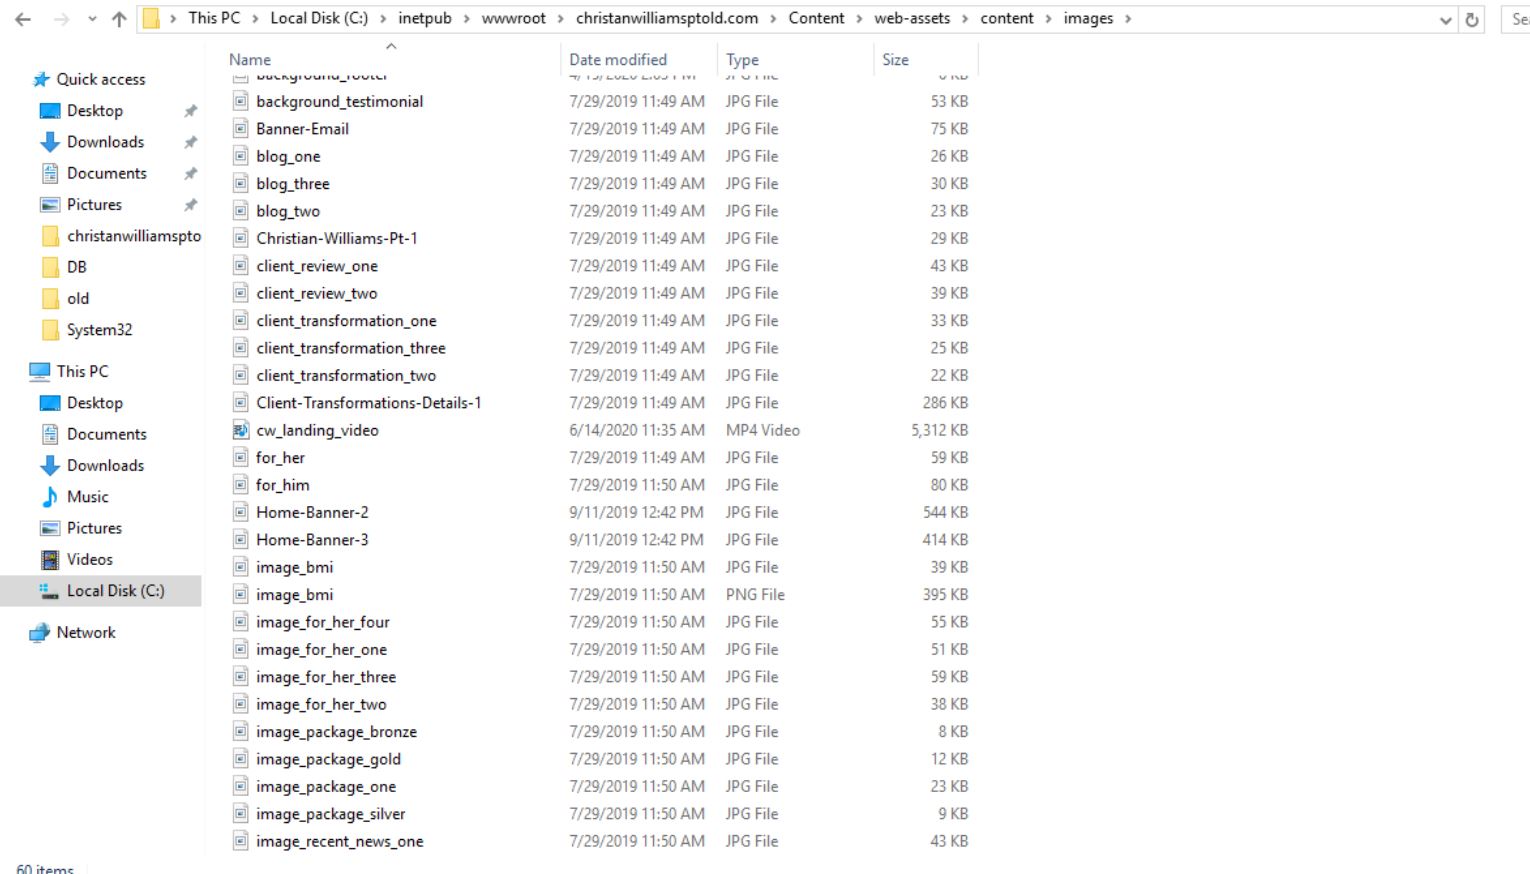 This PC > Local Disk (C:) > inetpub > wwwroot > christanwilliamsptold.com > Content > web-assets > content > images >
Name Date modified Type Size
background_testimonial 7/29/2019 11:49 AM JPG File 53 KB
Banner-Email 7/29/2019 11:49 AM JPG File 75 KB
blog_one 7/29/2019 11:49 AM JPG File 26 KB
blog_three 7/29/2019 11:49 AM JPG File 30 KB
blog_two 7/29/2019 11:49 AM JPG File 23 KB
Christian-Williams-Pt-1 7/29/2019 11:49 AM JPG File 29 KB
client_review_one 7/29/2019 11:49 AM JPG File 43 KB
client_review_two 7/29/2019 11:49 AM JPG File 39 KB
client_transformation_one 7/29/2019 11:49 AM JPG File 33 KB
client_transformation_three 7/29/2019 11:49 AM JPG File 25 KB
client_transformation_two 7/29/2019 11:49 AM JPG File 22 KB
Client-Transformations-Details-1 7/29/2019 11:49 AM JPG File 286 KB
cw_landing_video 6/14/2020 11:35 AM MP4 Video 5,312 KB
for_her 7/29/2019 11:49 AM JPG File 59 KB
for_him 7/29/2019 11:50 AM JPG File 80 KB
Home-Banner-2 9/11/2019 12:42 PM JPG File 544 KB
Home-Banner-3 9/11/2019 12:42 PM JPG File 414 KB
image_bmi 7/29/2019 11:50 AM JPG File 39 KB
image_bmi 7/29/2019 11:50 AM PNG File 395 KB
image_for_her_four 7/29/2019 11:50 AM JPG File 55 KB
image_for_her_one 7/29/2019 11:50 AM JPG File 51 KB
image_for_her_three 7/29/2019 11:50 AM JPG File 59 KB
image_for_her_two 7/29/2019 11:50 AM JPG File 38 KB
image_package_bronze 7/29/2019 11:50 AM JPG File 8 KB
image_package_gold 7/29/2019 11:50 AM JPG File 12 KB
image_package_one 7/29/2019 11:50 AM JPG File 23 KB
image_package_silver 7/29/2019 11:50 AM JPG File 9 KB
image_recent_news_one 7/29/2019 11:50 AM JPG File 43 KB
Quick access
Desktop
Downloads
Documents
Pictures
christanwilliamspto
DB
old
System32
This PC
Desktop
Documents
Downloads
Music
Pictures
Videos
Local Disk (C:)
Network
60 items